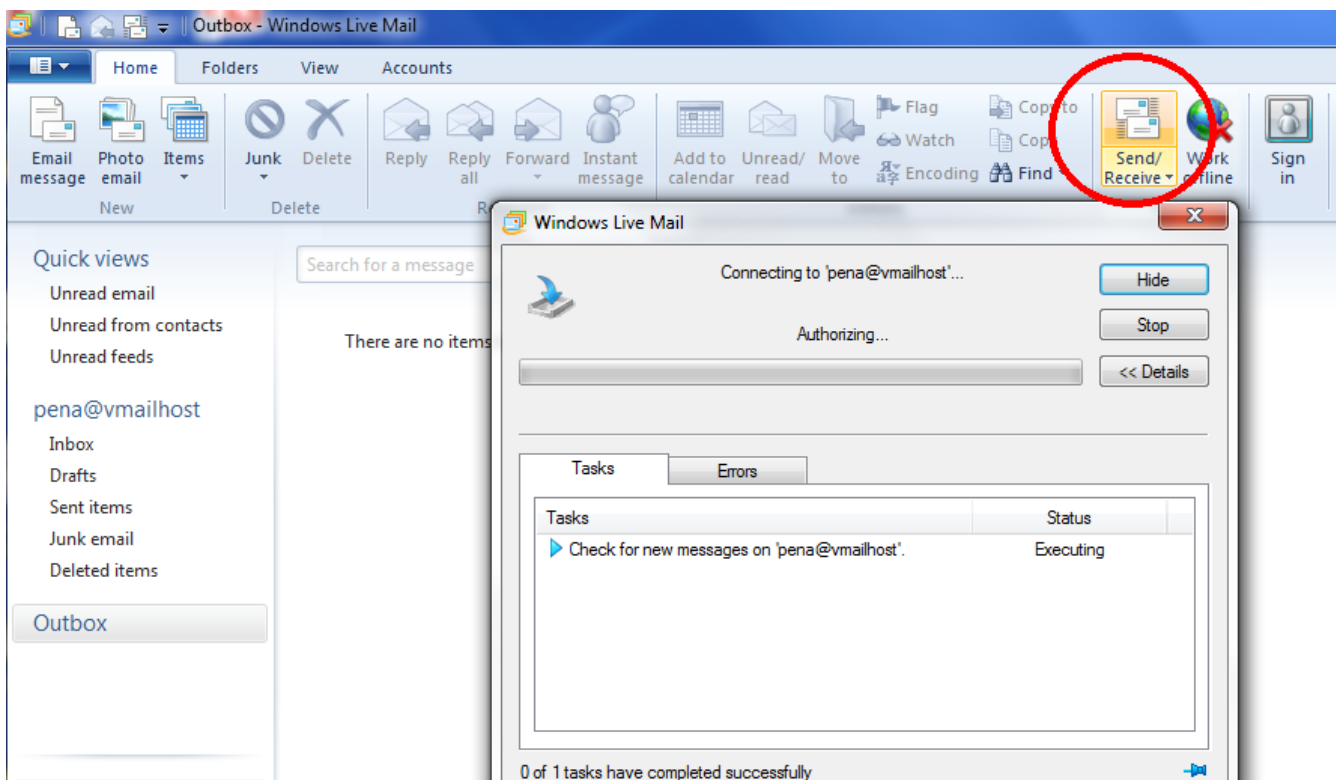 Outbox - Windows Live Mail
Home Folders View Accounts
Email message
Photo email
Items
Junk
Delete
Reply
Reply all
Forward
Instant message
Add to calendar
Unread/ read
Move to
Flag
Watch
Encoding
Copy to
Copy
Find
Send/ Receive
Work offline
Sign in
New
Delete
Quick views
Unread email
Unread from contacts
Unread feeds
pena@vmailhost
Inbox
Drafts
Sent items
Junk email
Deleted items
Outbox
Search for a message
There are no items
Windows Live Mail
Connecting to 'pena@vmailhost'...
Authorizing...
Hide
Stop
<< Details
Tasks Errors
Tasks Status
Check for new messages on 'pena@vmailhost'. Executing
0 of 1 tasks have completed successfully